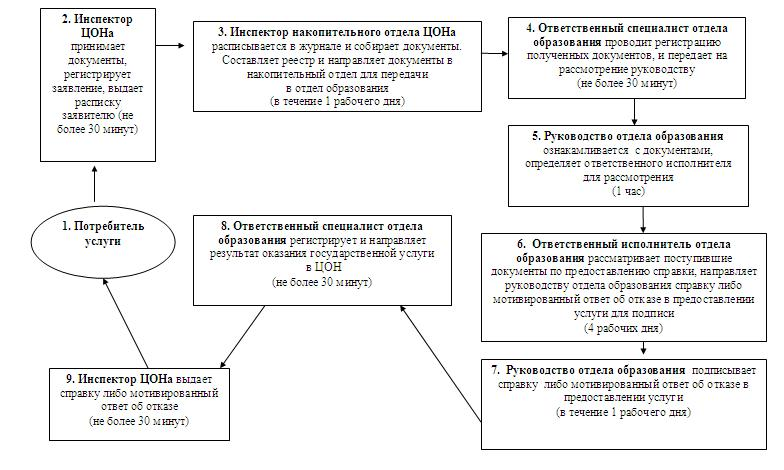 2. Инспектор
ЦОНа
принимает
документы,
регистрирует
заявление, выдает
расписку
заявителю (не
более 30 минут)
3. Инспектор накопительного отдела ЦОНа
расписывается в журнале и собирает документы.
Составляет реестр и направляет документы в
накопительный отдел для передачи
в отдел образования
(в течение 1 рабочего дня)
4. Ответственный специалист отдела
образования проводит регистрацию
полученных документов, и передает на
рассмотрение руководству
(не более 30 минут)
5. Руководство отдела образования
ознакамливается с документами,
определяет ответственного исполнителя
для рассмотрения
(1 час)
1. Потребитель
услуги
8. Ответственный специалист отдела
образования регистрирует и направляет
результат оказания государственной услуги
в ЦОН
(не более 30 минут)
6. Ответственный исполнитель отдела
образования рассматривает поступившие
документы по предоставлению справки, направляет
руководству отдела образования справку либо
мотивированный ответ об отказе в предоставлении
услуги для подписи
(4 рабочих дня)
9. Инспектор ЦОНа выдает
справку либо мотивированный
ответ об отказе
(не более 30 минут)
7. Руководство отдела образования подписывает
справку либо мотивированный ответ об отказе в
предоставлении услуги
(в течение 1 рабочего дня)